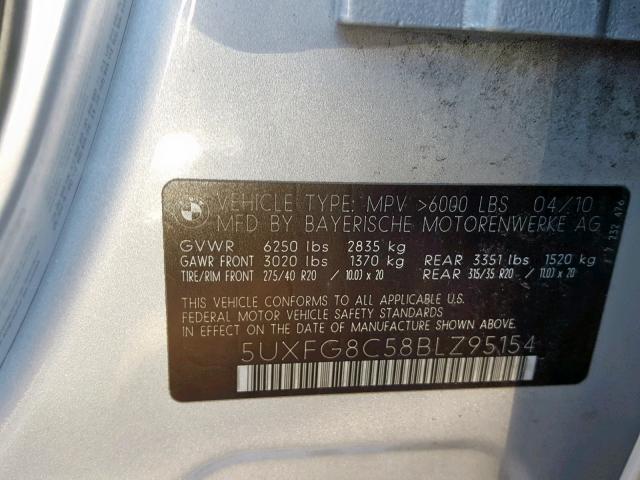 VEHICLE TYPE: MPV >6000 LBS 04/10
MFD BY BAYERISCHE MOTORENWERKE AG
GVWR 6250 lbs 2835 kg
GAWR FRONT 3020 lbs 1370 kg REAR 3351 lbs 1520 kg
TIRE/RIM FRONT 275/40 R20 / 10.0J x 20 REAR 315/35 R20 / 11.0J x 20
THIS VEHICLE CONFORMS TO ALL APPLICABLE U.S.
FEDERAL MOTOR VEHICLE SAFETY STANDARDS
IN EFFECT ON THE DATE OF MANUFACTURE SHOWN ABOVE.
5UXFG8C58BLZ95154